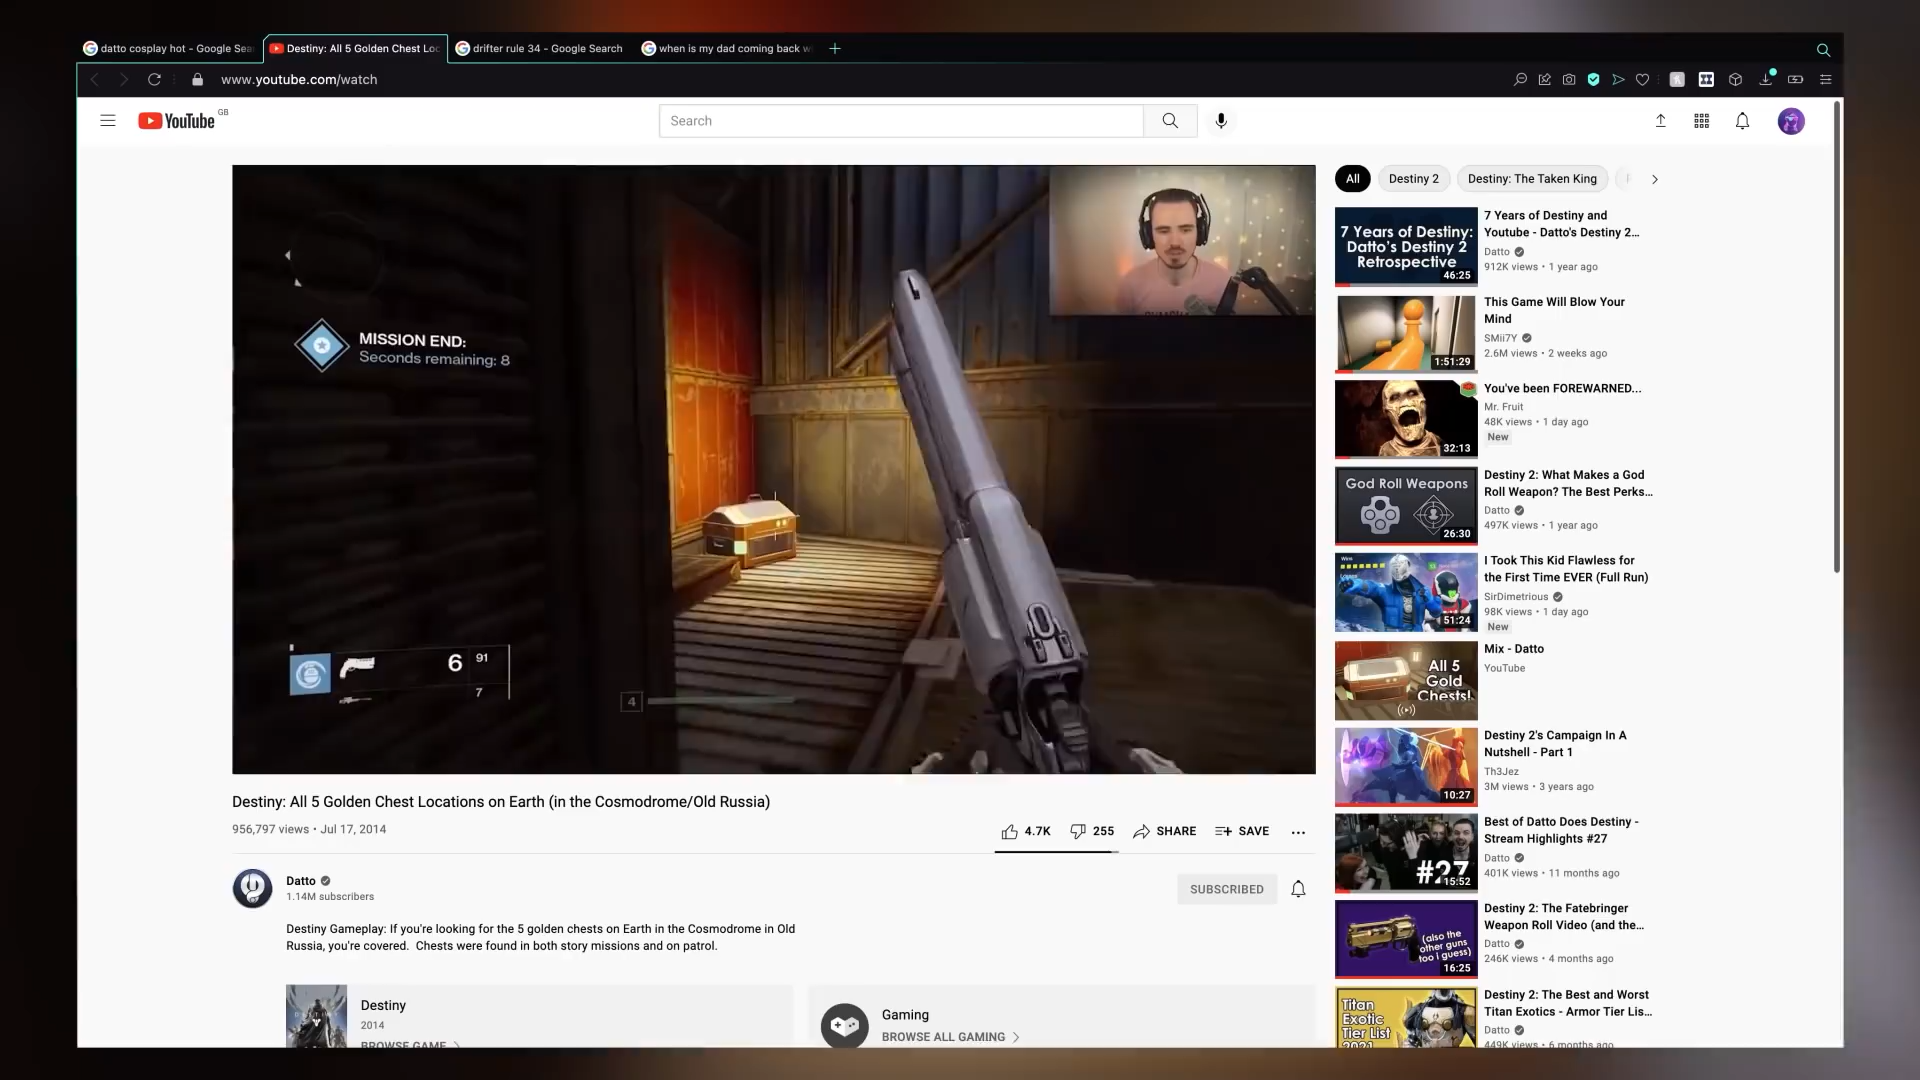 datto cosplay hot - Google Sea
Destiny: All 5 Golden Chest Loc
drifter rule 34 - Google Search
when is my dad coming back w
www.youtube.com/watch
YouTube GB
Search
MISSION END:
Seconds remaining: 8
6 91
7
4
Destiny: All 5 Golden Chest Locations on Earth (in the Cosmodrome/Old Russia)
956,797 views • Jul 17, 2014
4.7K 255 SHARE SAVE
Datto
1.14M subscribers
SUBSCRIBED
Destiny Gameplay: If you're looking for the 5 golden chests on Earth in the Cosmodrome in Old
Russia, you're covered. Chests were found in both story missions and on patrol.
Destiny
2014
BROWSE GAME
Gaming
BROWSE ALL GAMING
All Destiny 2 Destiny: The Taken King
7 Years of Destiny:
Datto's Destiny 2
Retrospective
46:25
7 Years of Destiny and
Youtube - Datto's Destiny 2...
Datto
912K views • 1 year ago
1:51:29
This Game Will Blow Your
Mind
SMii7Y
2.6M views • 2 weeks ago
32:13
You've been FOREWARNED...
Mr. Fruit
48K views • 1 day ago
New
God Roll Weapons
26:30
Destiny 2: What Makes a God
Roll Weapon? The Best Perks...
Datto
497K views • 1 year ago
51:24
I Took This Kid Flawless for
the First Time EVER (Full Run)
SirDimetrious
98K views • 1 day ago
New
All 5
Gold
Chests!
Mix - Datto
YouTube
10:27
Destiny 2's Campaign In A
Nutshell - Part 1
Th3Jez
3M views • 3 years ago
#27
15:52
Best of Datto Does Destiny -
Stream Highlights #27
Datto
401K views • 11 months ago
(also the
other guns
too i guess)
16:25
Destiny 2: The Fatebringer
Weapon Roll Video (and the...
Datto
246K views • 4 months ago
Titan
Exotic
Tier List
2021
Destiny 2: The Best and Worst
Titan Exotics - Armor Tier Lis...
Datto
449K views • 6 months ago